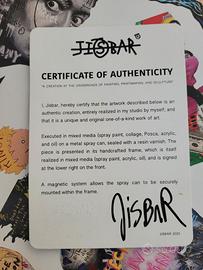 JISBAR
CERTIFICATE OF AUTHENTICITY
"A CREATION AT THE CROSSROADS OF PAINTING, PRINTMAKING, AND SCULPTURE"
I, Jisbar, hereby certify that the artwork described below is an
authentic creation, entirely realized in my studio by myself, and
that it is a unique and original one-of-a-kind work of art.
Executed in mixed media (spray paint, collage, Posca, acrylic,
and oil) on a metal spray can, sealed with a resin varnish. The
piece is presented in its handcrafted frame, which is itself
realized in mixed media (spray paint, acrylic, oil), and is signed
at the lower right on the front.
A magnetic system allows the spray can to be securely
mounted within the frame.
JiSBAR